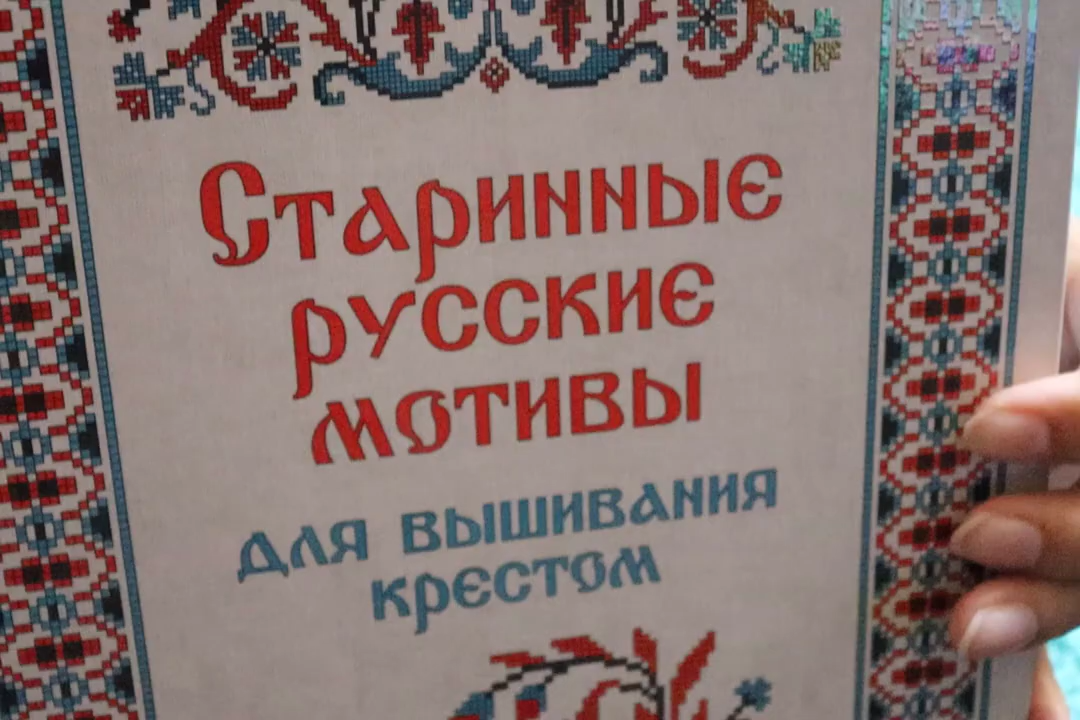 Старинные
русские
мотивы
для вышивания
крестом